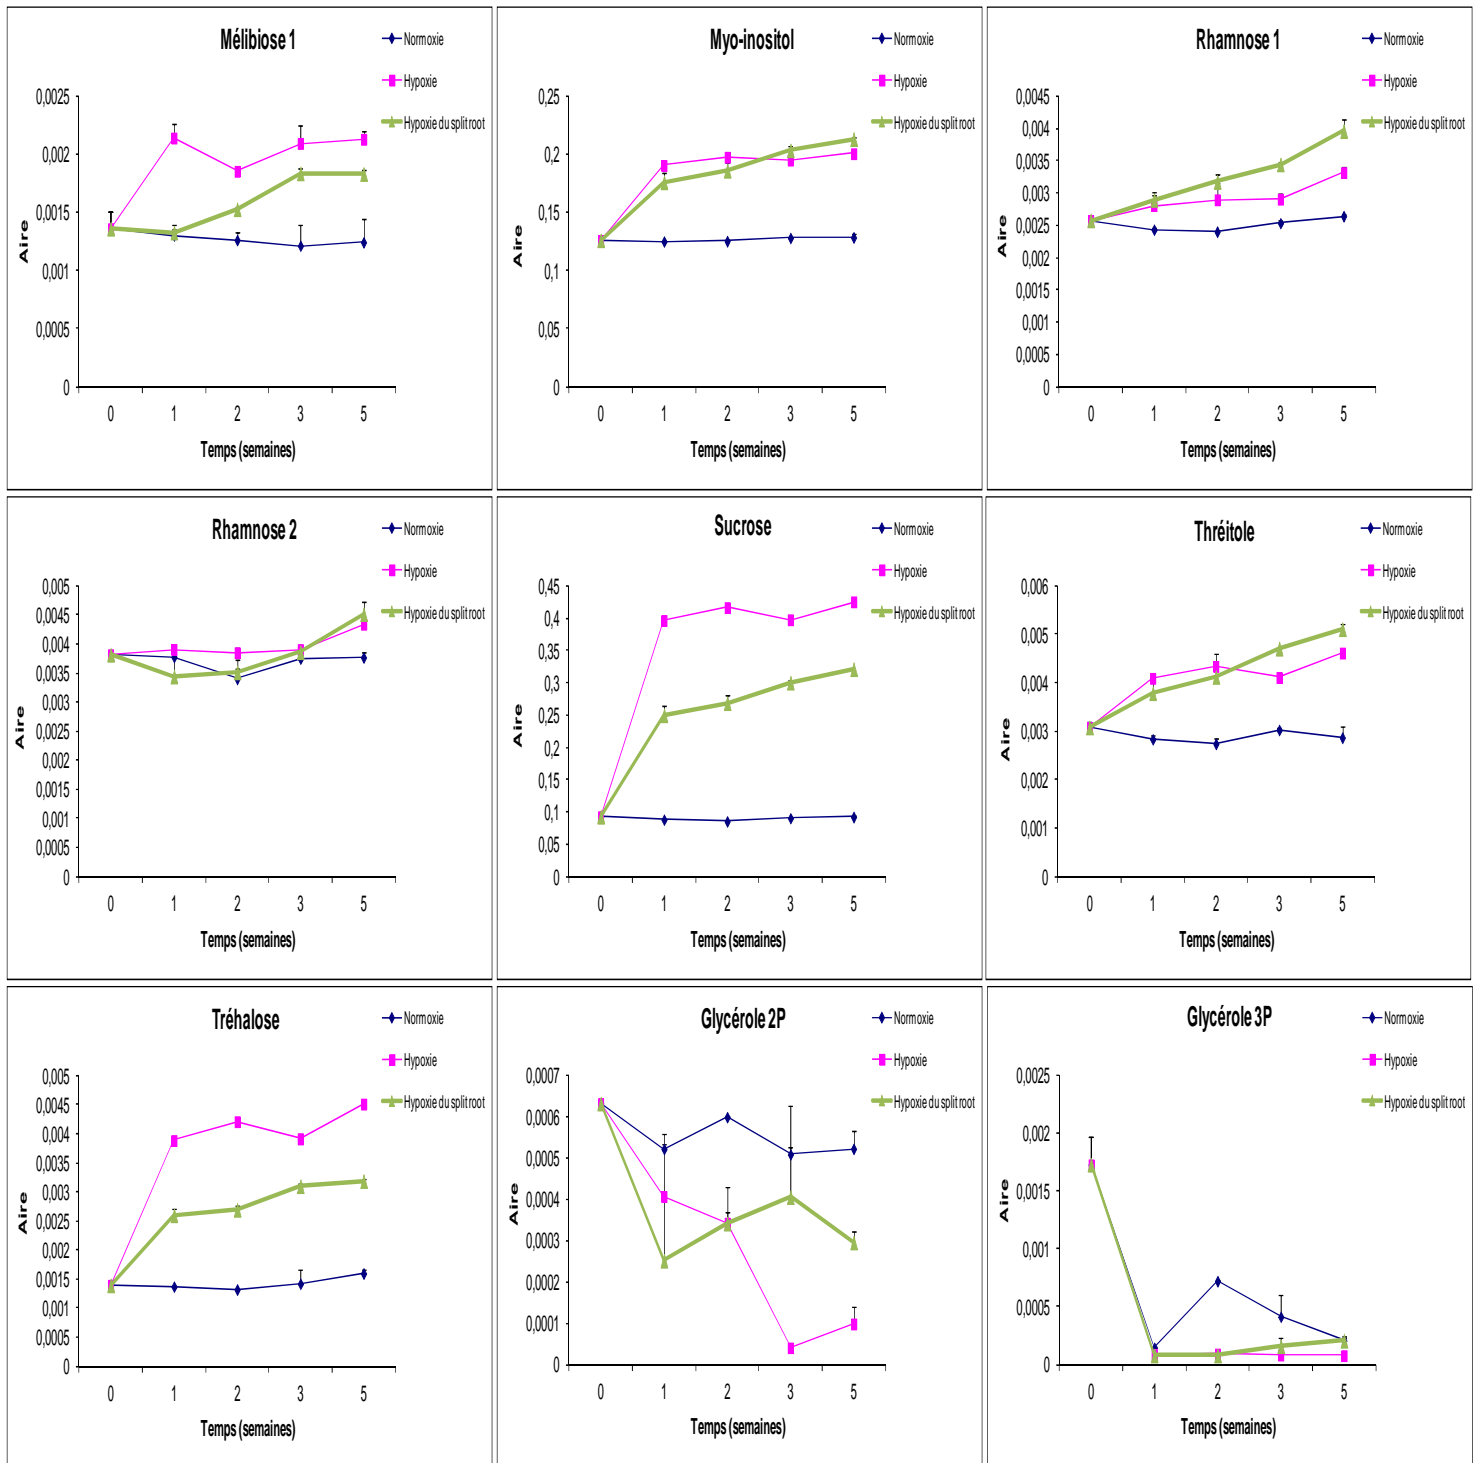 Mélibiose 1
Normoxie
Hypoxie
Hypoxie du split root
0,0025
0,002
0,0015
0,001
0,0005
0
Aire
0 1 2 3 5
Temps (semaines)
Myo-inositol
Normoxie
Hypoxie
Hypoxie du split root
0,25
0,2
0,15
0,1
0,05
0
Aire
0 1 2 3 5
Temps (semaines)
Rhamnose 1
Normoxie
Hypoxie
Hypoxie du split root
0,0045
0,004
0,0035
0,003
0,0025
0,002
0,0015
0,001
0,0005
0
Aire
0 1 2 3 5
Temps (semaines)
Rhamnose 2
Normoxie
Hypoxie
Hypoxie du split root
0,005
0,0045
0,004
0,0035
0,003
0,0025
0,002
0,0015
0,001
0,0005
0
Aire
0 1 2 3 5
Temps (semaines)
Sucrose
Normoxie
Hypoxie
Hypoxie du split root
0,45
0,4
0,35
0,3
0,25
0,2
0,15
0,1
0,05
0
Aire
0 1 2 3 5
Temps (semaines)
Thréitole
Normoxie
Hypoxie
Hypoxie du split root
0,006
0,005
0,004
0,003
0,002
0,001
0
Aire
0 1 2 3 5
Temps (semaines)
Tréhalose
Normoxie
Hypoxie
Hypoxie du split root
0,005
0,0045
0,004
0,0035
0,003
0,0025
0,002
0,0015
0,001
0,0005
0
Aire
0 1 2 3 5
Temps (semaines)
Glycérole 2P
Normoxie
Hypoxie
Hypoxie du split root
0,0007
0,0006
0,0005
0,0004
0,0003
0,0002
0,0001
0
Aire
0 1 2 3 5
Temps (semaines)
Glycérole 3P
Normoxie
Hypoxie
Hypoxie du split root
0,0025
0,002
0,0015
0,001
0,0005
0
Aire
0 1 2 3 5
Temps (semaines)